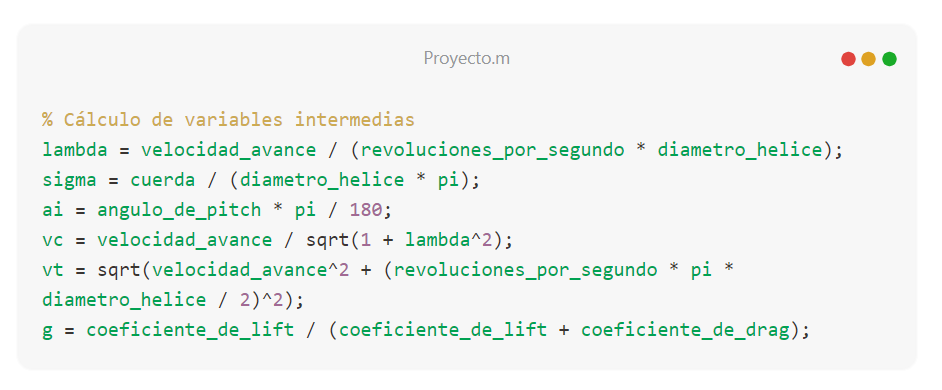 Proyecto.m
% Cálculo de variables intermedias
lambda = velocidad_avance / (revoluciones_por_segundo * diametro_helice);
sigma = cuerda / (diametro_helice * pi);
ai = angulo_de_pitch * pi / 180;
vc = velocidad_avance / sqrt(1 + lambda^2);
vt = sqrt(velocidad_avance^2 + (revoluciones_por_segundo * pi *
diametro_helice / 2)^2);
g = coeficiente_de_lift / (coeficiente_de_lift + coeficiente_de_drag);